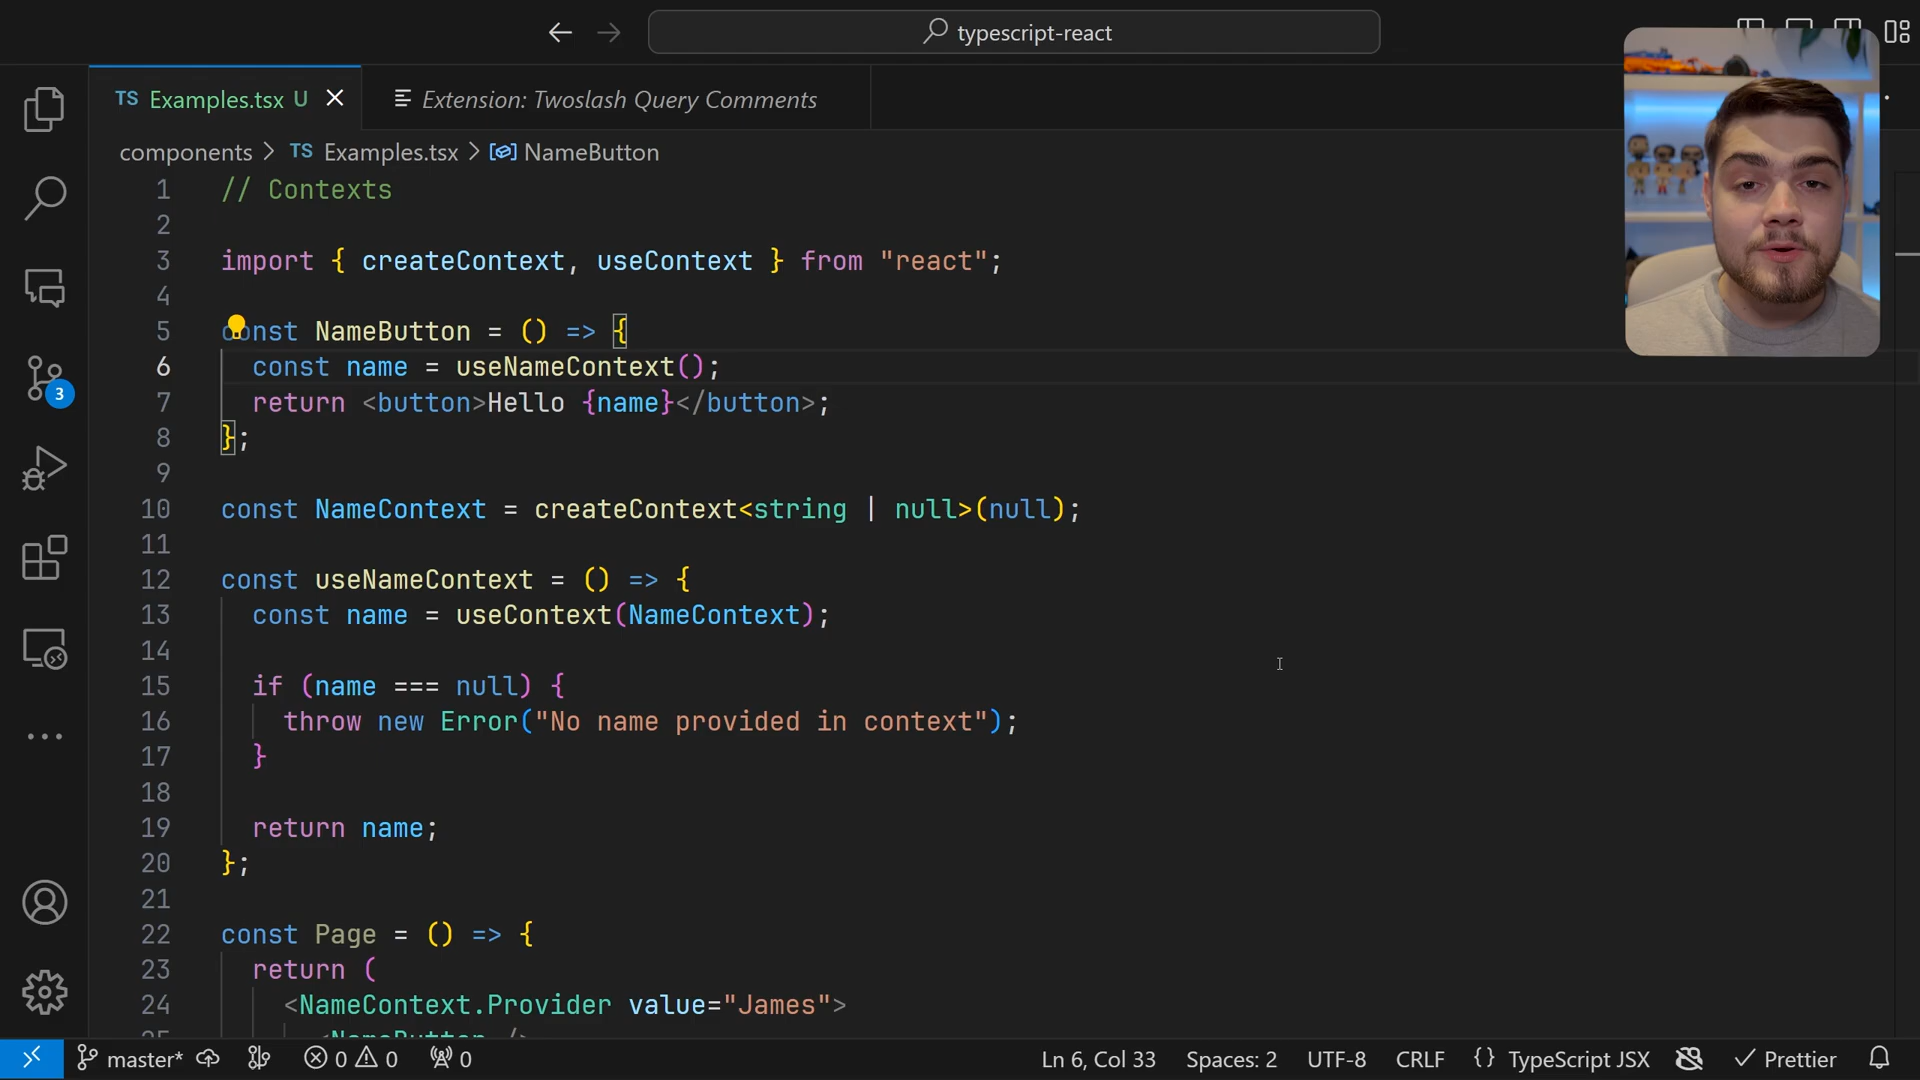 typescript-react
TS Examples.tsx U
Extension: Twoslash Query Comments
components > TS Examples.tsx > NameButton
1 // Contexts
2
3 import { createContext, useContext } from "react";
4
5 const NameButton = () => {
6 const name = useNameContext();
7 return <button>Hello {name}</button>;
8 };
9
10 const NameContext = createContext<string | null>(null);
11
12 const useNameContext = () => {
13 const name = useContext(NameContext);
14
15 if (name === null) {
16 throw new Error("No name provided in context");
17 }
18
19 return name;
20 };
21
22 const Page = () => {
23 return (
24 <NameContext.Provider value="James">
25 <NameButton />
3
master* 0 0 0 Ln 6, Col 33 Spaces: 2 UTF-8 CRLF {} TypeScript JSX Prettier